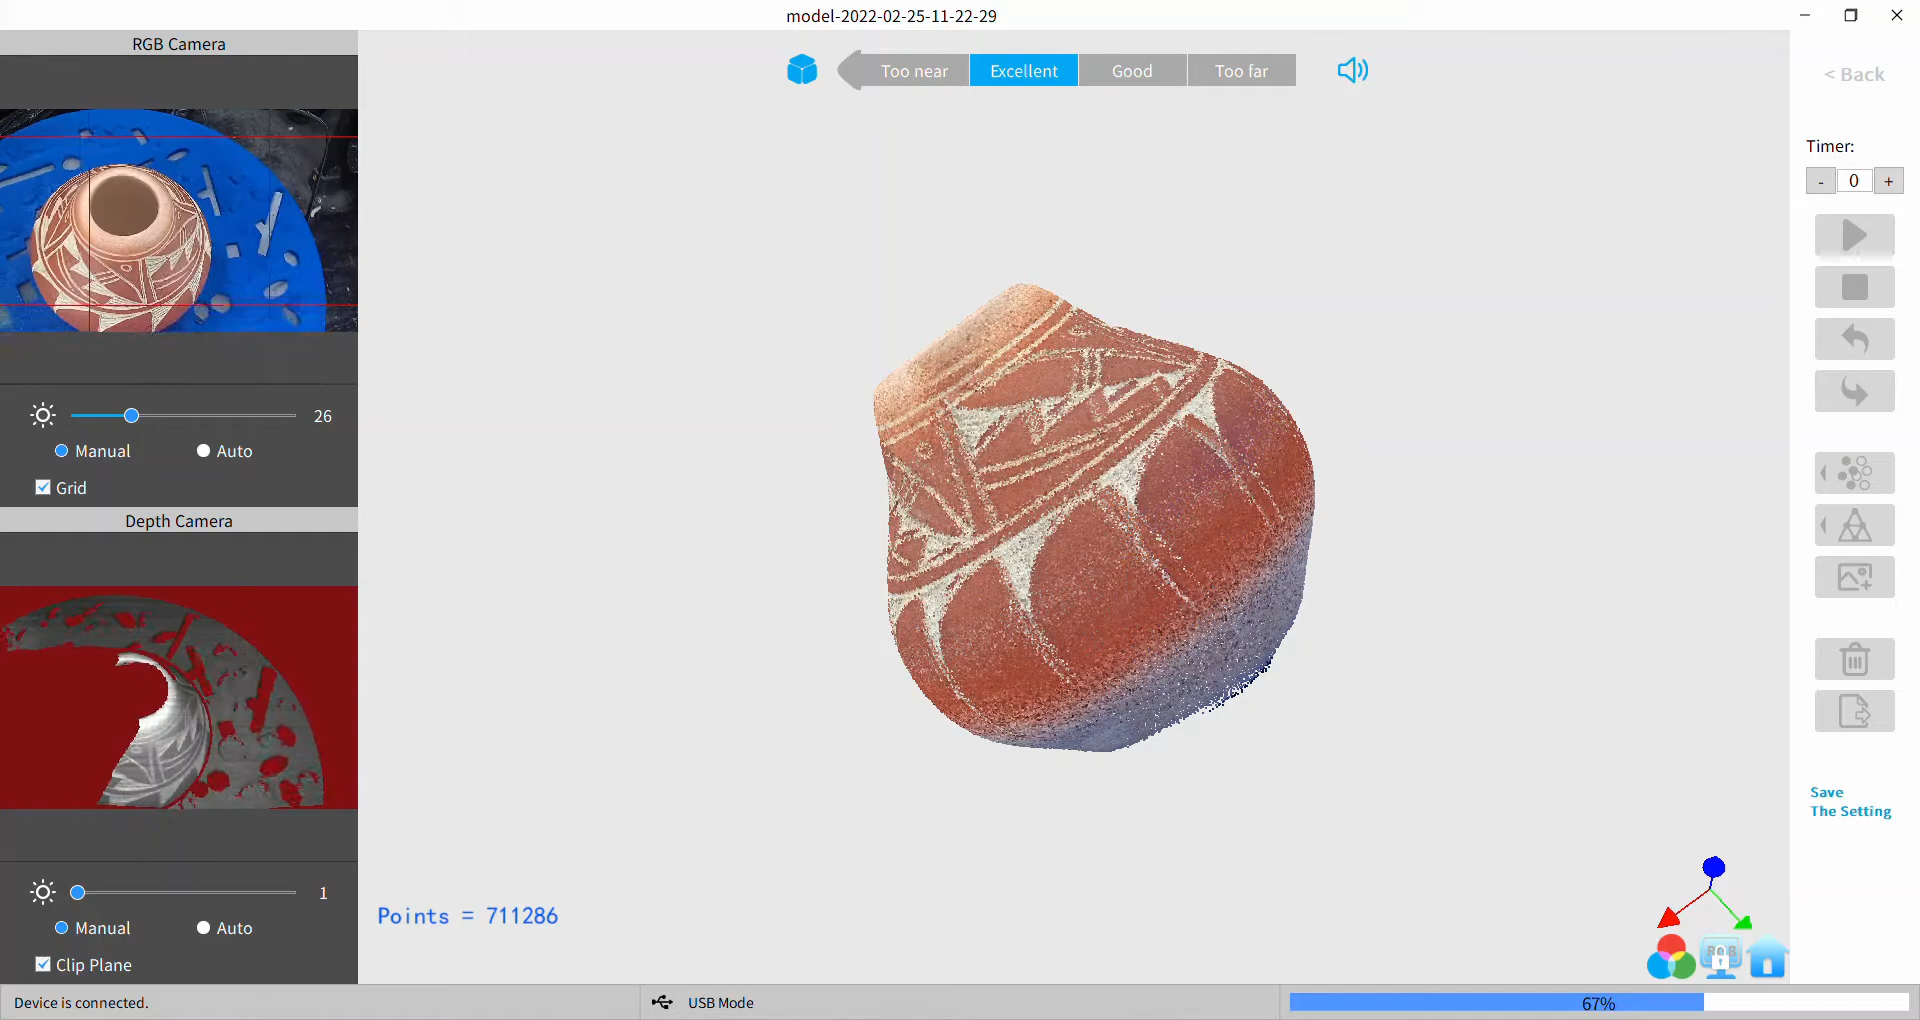 model-2022-02-25-11-22-29
RGB Camera
Too near
Excellent
Good
Too far
< Back
Timer:
- 0 +
26
Manual
Auto
Grid
Depth Camera
1
Manual
Auto
Clip Plane
Points = 711286
Save
The Setting
RGB
Device is connected.
USB Mode
67%